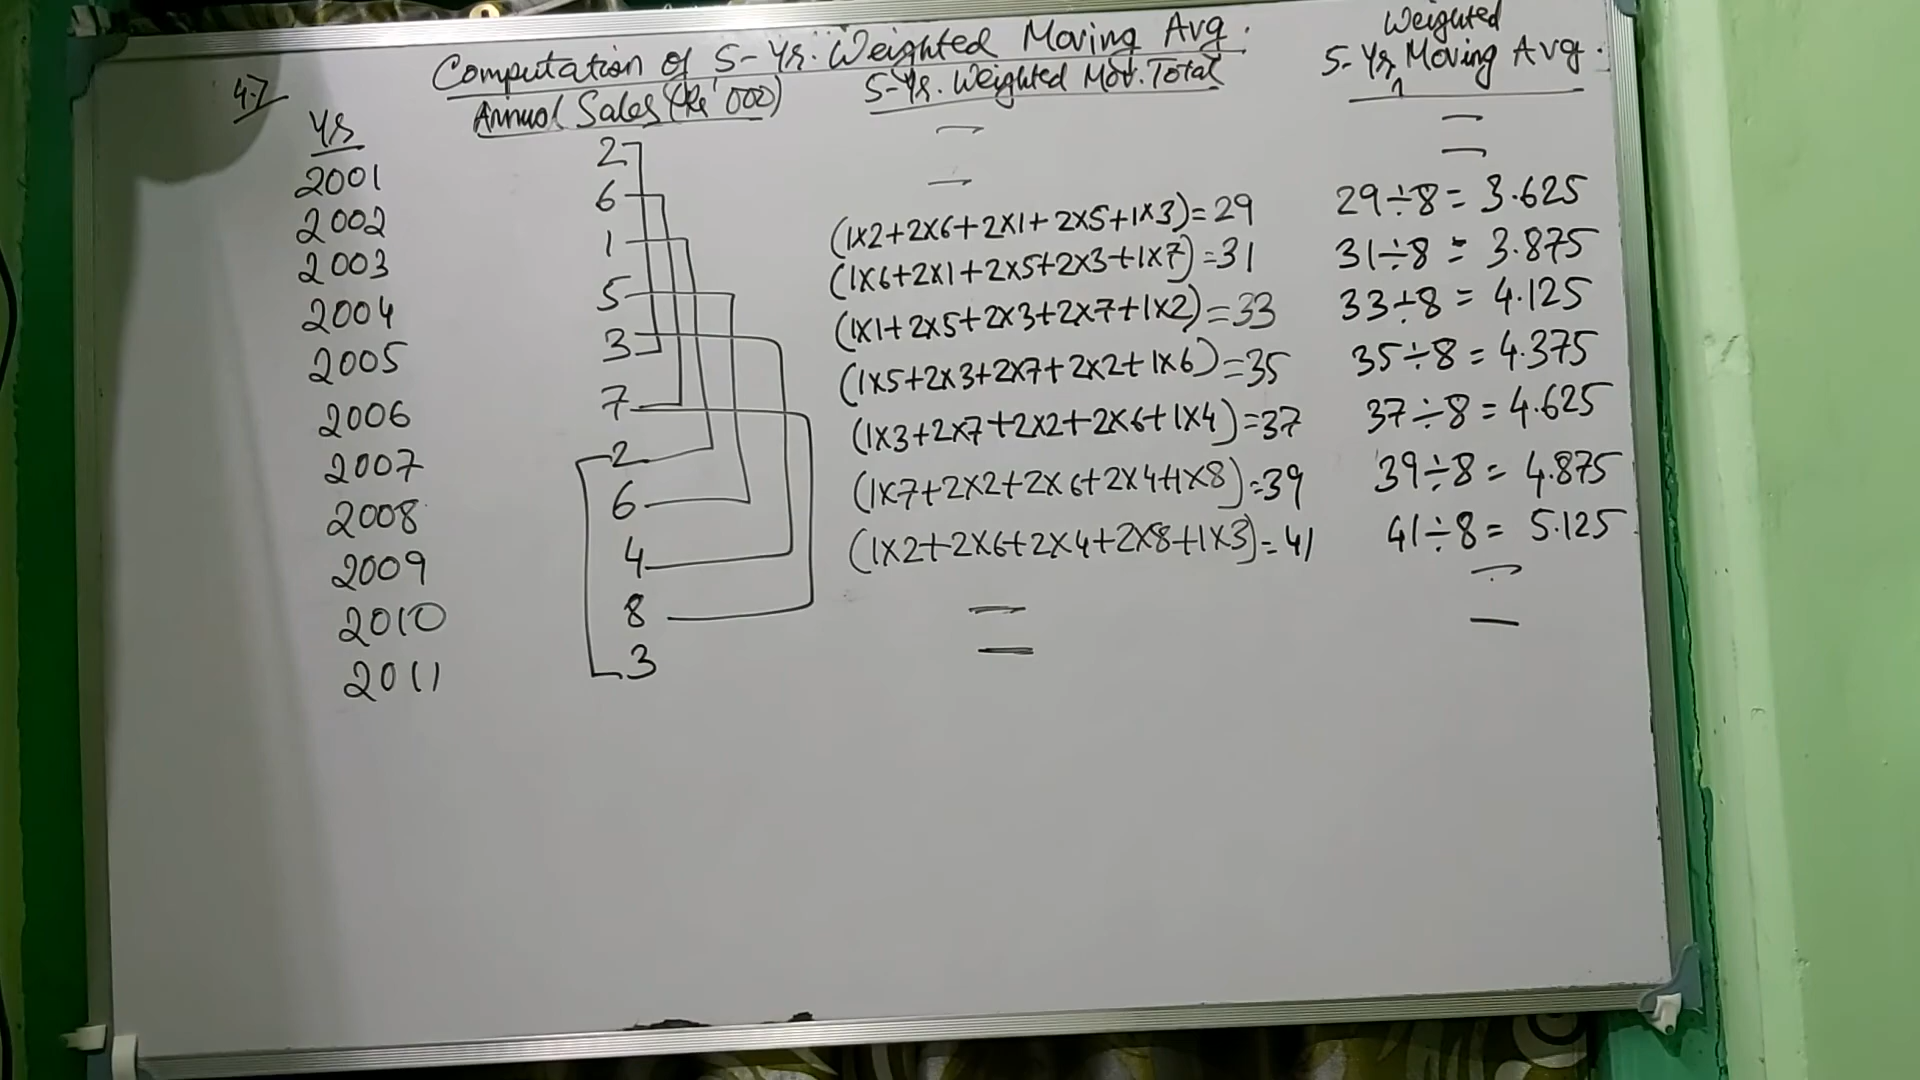 4.7
Computation of 5-Yr. Weighted Moving Avg.
Yrs
Annual Sales (Rs '000)
5-Yr. Weighted Mov. Total
Weighted
5-Yr. Moving Avg.
2001 2 — —
2002 6 — —
2003 1 (1x2+2x6+2x1+2x5+1x3)=29 29÷8 = 3.625
2004 5 (1x6+2x1+2x5+2x3+1x7)=31 31÷8 = 3.875
2005 3 (1x1+2x5+2x3+2x7+1x2)=33 33÷8 = 4.125
2006 7 (1x5+2x3+2x7+2x2+1x6)=35 35÷8 = 4.375
2007 2 (1x3+2x7+2x2+2x6+1x4)=37 37÷8 = 4.625
2008 6 (1x7+2x2+2x6+2x4+1x8)=39 39÷8 = 4.875
2009 4 (1x2+2x6+2x4+2x8+1x3)=41 41÷8 = 5.125
2010 8 — —
2011 3 — —